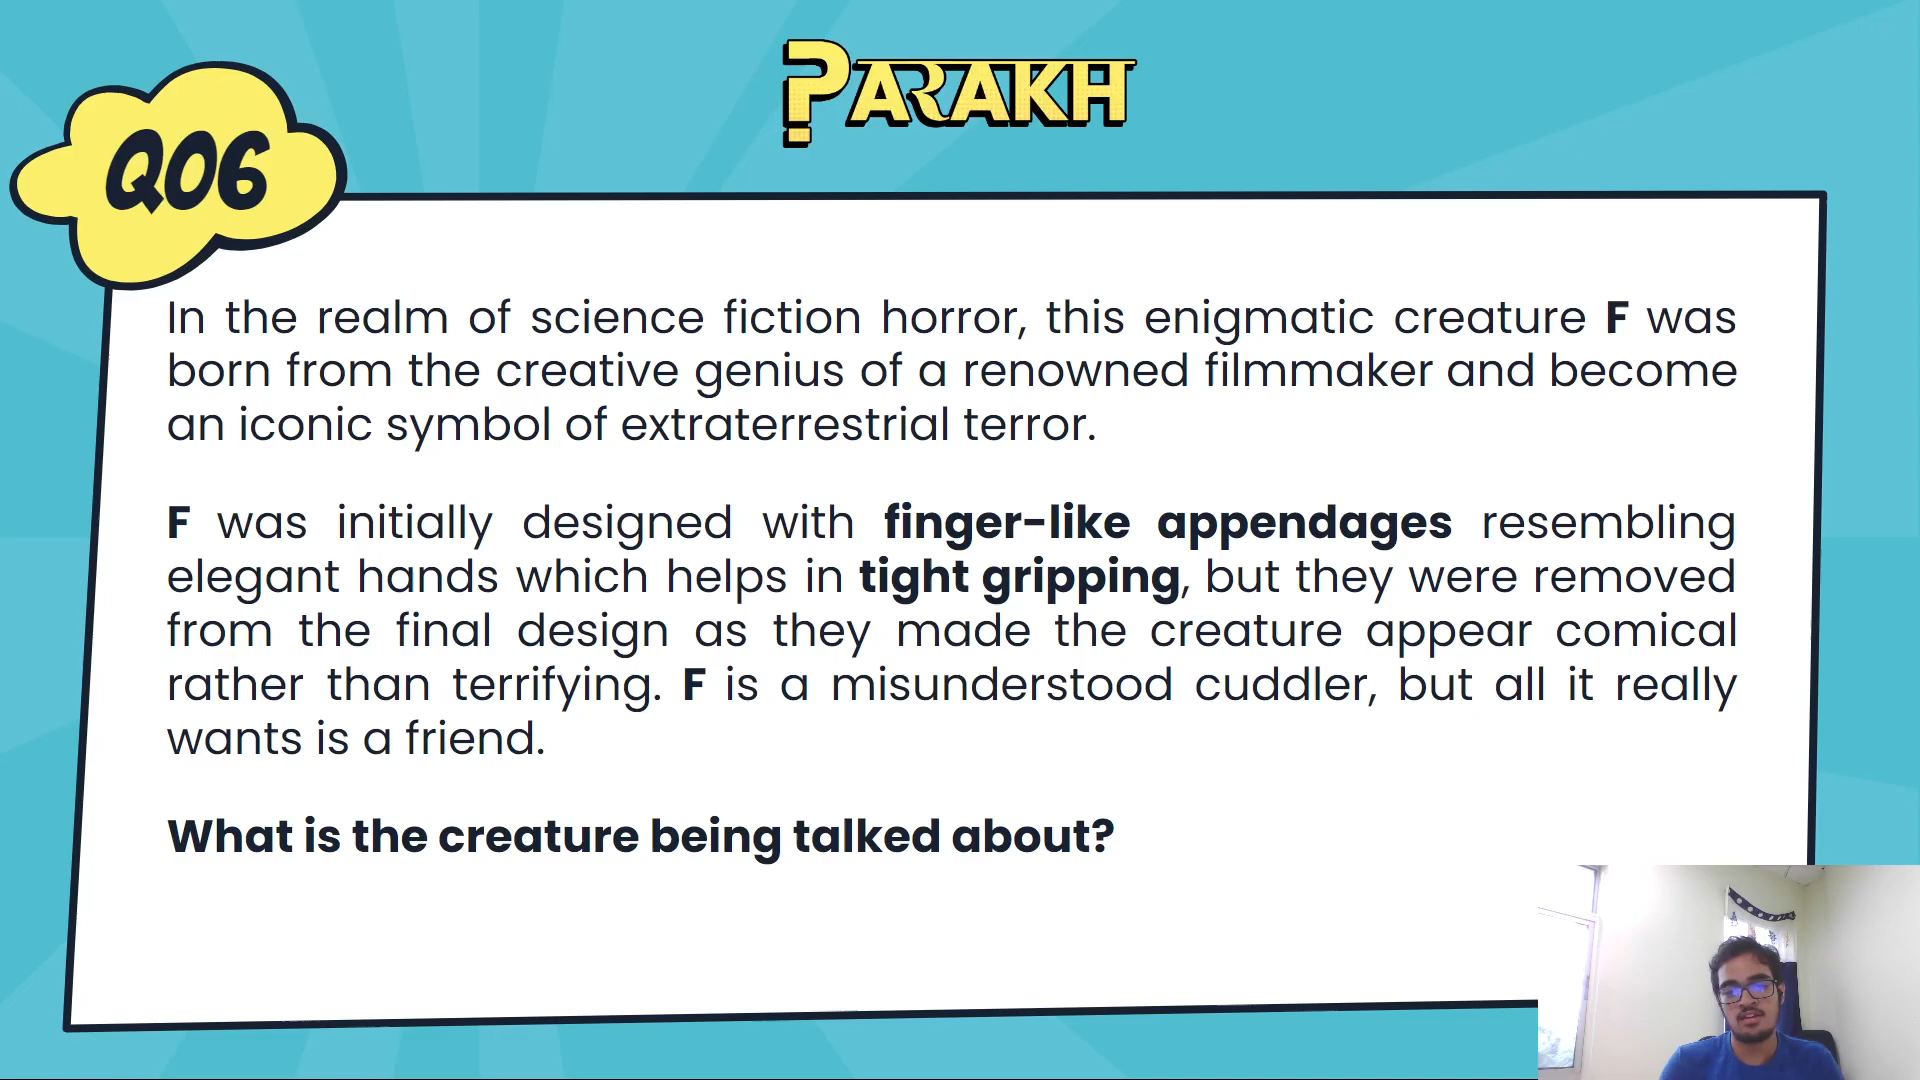 ?ARAKH
Q06
In the realm of science fiction horror, this enigmatic creature F was
born from the creative genius of a renowned filmmaker and become
an iconic symbol of extraterrestrial terror.
F was initially designed with finger-like appendages resembling
elegant hands which helps in tight gripping, but they were removed
from the final design as they made the creature appear comical
rather than terrifying. F is a misunderstood cuddler, but all it really
wants is a friend.
What is the creature being talked about?